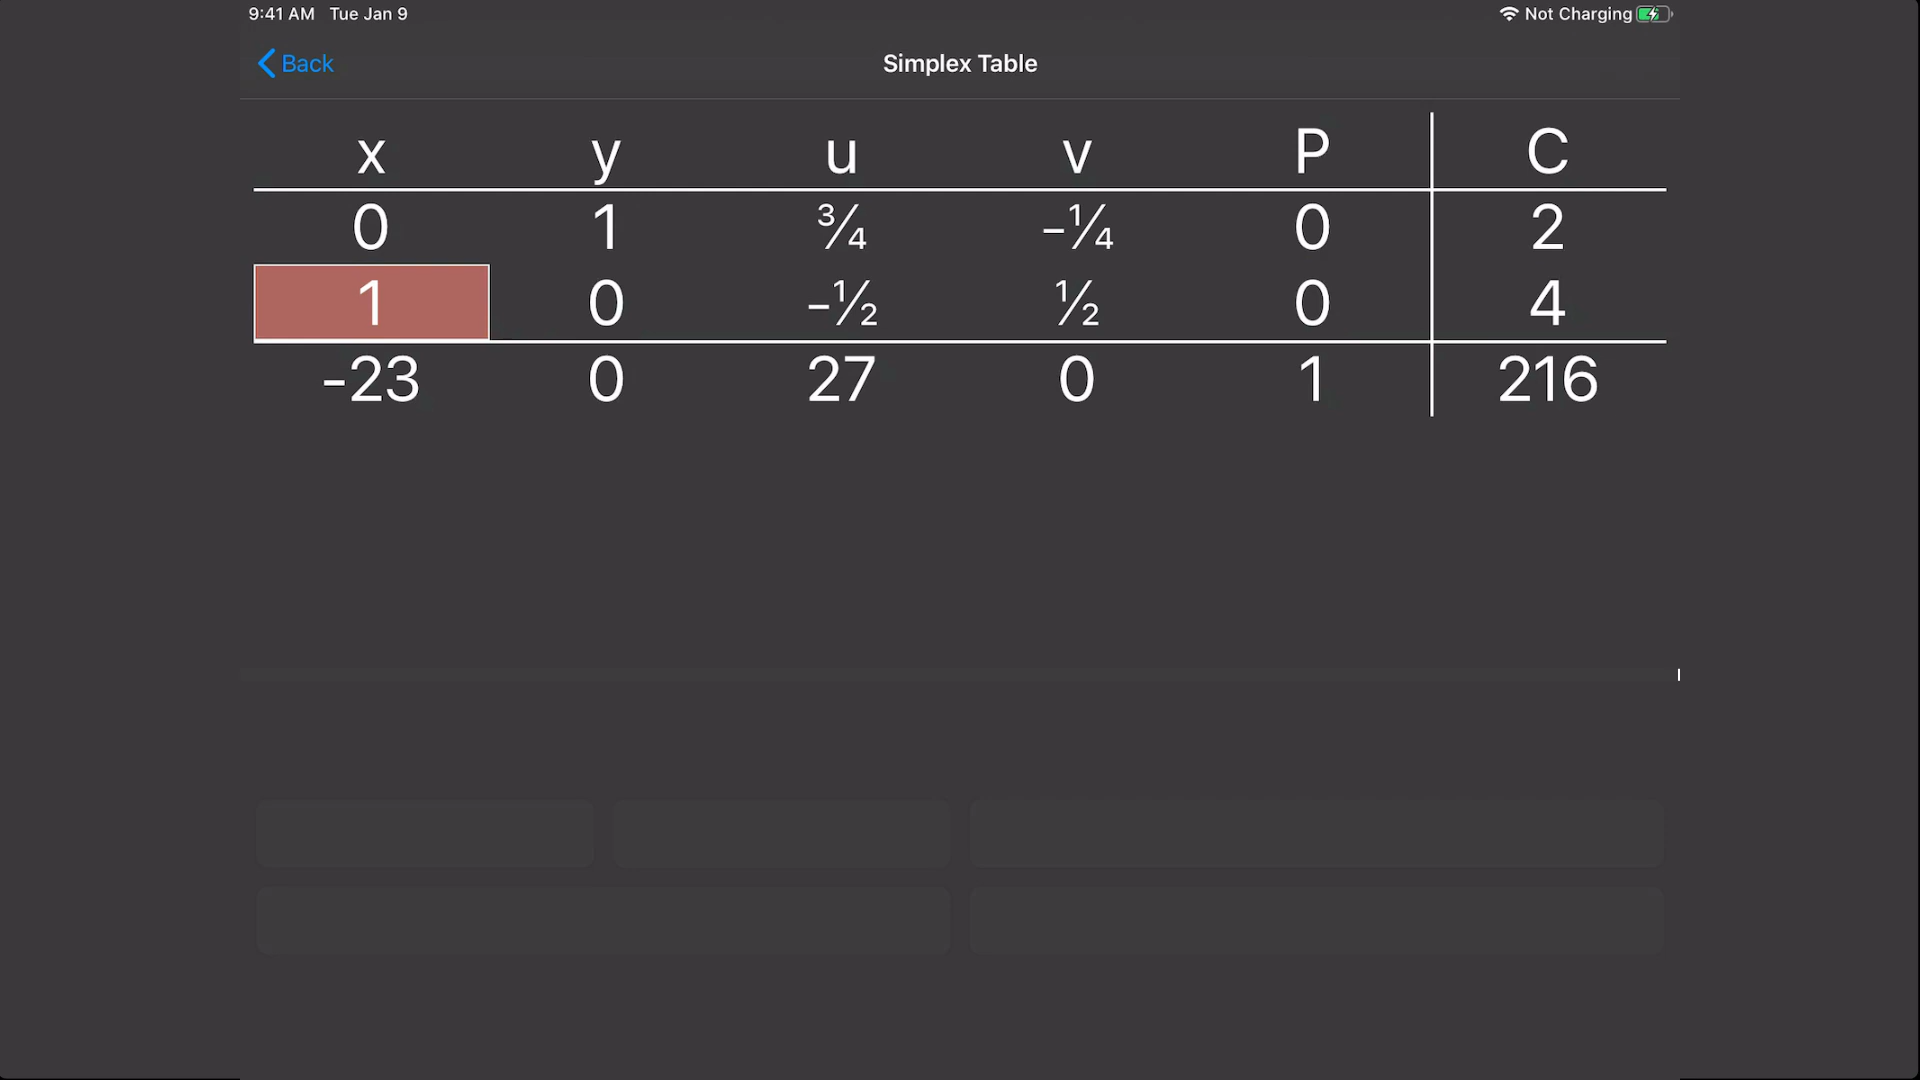 9:41 AM Tue Jan 9 Not Charging
Back Simplex Table
x y u v P C
0 1 ¾ −¼ 0 2
1 0 −½ ½ 0 4
-23 0 27 0 1 216